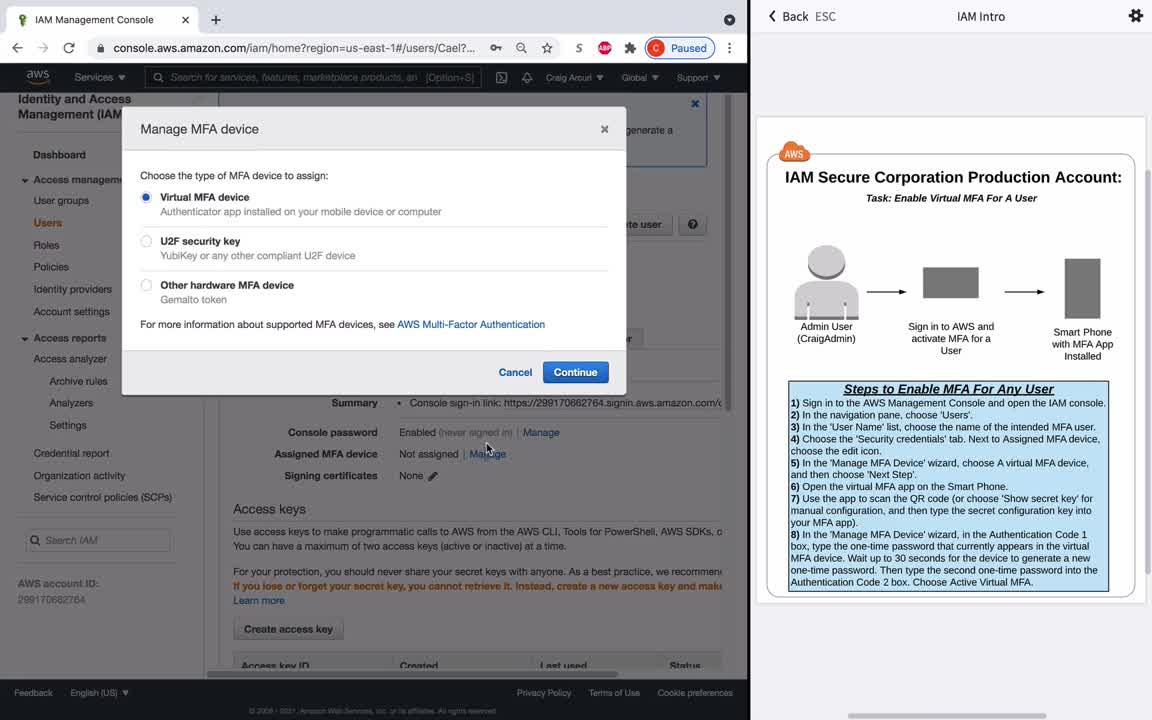 IAM Management Console
console.aws.amazon.com/iam/home?region=us-east-1#/users/Cael?...
S
ABP
C Paused
aws
Services
Search for services, features, marketplace products, an [Option+S]
Craig Arcuri
Global
Support
Identity and Access
Management (IAM
Dashboard
Access manageme
User groups
Users
Roles
Policies
Identity providers
Account settings
Access reports
Access analyzer
Archive rules
Analyzers
Settings
Credential report
Organization activity
Service control policies (SCPs)
Search IAM
AWS account ID:
299170662764
generate a
te user
Manage MFA device
Choose the type of MFA device to assign:
Virtual MFA device
Authenticator app installed on your mobile device or computer
U2F security key
YubiKey or any other compliant U2F device
Other hardware MFA device
Gemalto token
For more information about supported MFA devices, see AWS Multi-Factor Authentication
Cancel
Continue
Summary
• Console sign-in link: https://299170662764.signin.aws.amazon.com/c
Console password
Enabled (never signed in) | Manage
Assigned MFA device
Not assigned | Manage
Signing certificates
None
Access keys
Use access keys to make programmatic calls to AWS from the AWS CLI, Tools for PowerShell, AWS SDKs, o
You can have a maximum of two access keys (active or inactive) at a time.
For your protection, you should never share your secret keys with anyone. As a best practice, we recommend
If you lose or forget your secret key, you cannot retrieve it. Instead, create a new access key and make
Learn more
Create access key
Access key ID
Created
Last used
Status
Feedback
English (US)
Privacy Policy
Terms of Use
Cookie preferences
© 2008 - 2021, Amazon Web Services, Inc. or its affiliates. All rights reserved.
Back ESC
IAM Intro
AWS
IAM Secure Corporation Production Account:
Task: Enable Virtual MFA For A User
Admin User
(CraigAdmin)
Sign in to AWS and
activate MFA for a
User
Smart Phone
with MFA App
Installed
Steps to Enable MFA For Any User
1) Sign in to the AWS Management Console and open the IAM console.
2) In the navigation pane, choose 'Users'.
3) In the 'User Name' list, choose the name of the intended MFA user.
4) Choose the 'Security credentials' tab. Next to Assigned MFA device,
choose the edit icon.
5) In the 'Manage MFA Device' wizard, choose A virtual MFA device,
and then choose 'Next Step'.
6) Open the virtual MFA app on the Smart Phone.
7) Use the app to scan the QR code (or choose 'Show secret key' for
manual configuration, and then type the secret configuration key into
your MFA app).
8) In the 'Manage MFA Device' wizard, in the Authentication Code 1
box, type the one-time password that currently appears in the virtual
MFA device. Wait up to 30 seconds for the device to generate a new
one-time password. Then type the second one-time password into the
Authentication Code 2 box. Choose Active Virtual MFA.